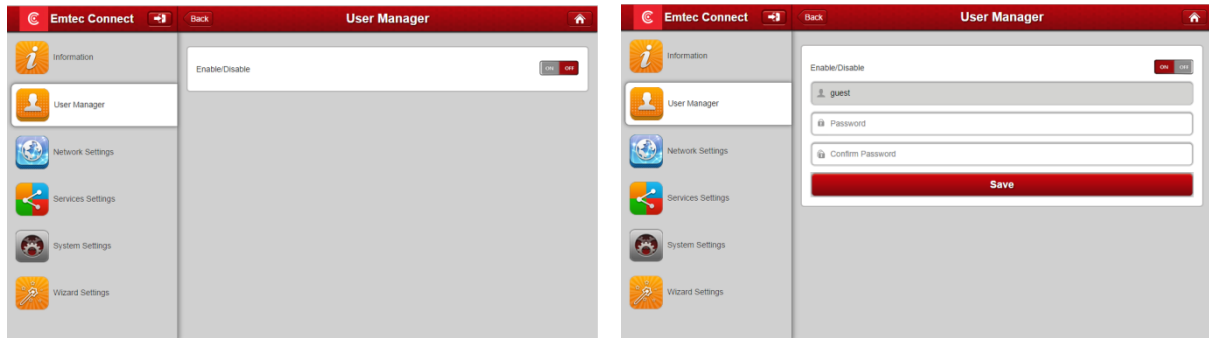 Emtec Connect
Back
User Manager
Information
Enable/Disable
ON OFF
User Manager
Network Settings
Services Settings
System Settings
Wizard Settings
Emtec Connect
Back
User Manager
Information
Enable/Disable
ON OFF
guest
User Manager
Password
Network Settings
Confirm Password
Save
Services Settings
System Settings
Wizard Settings